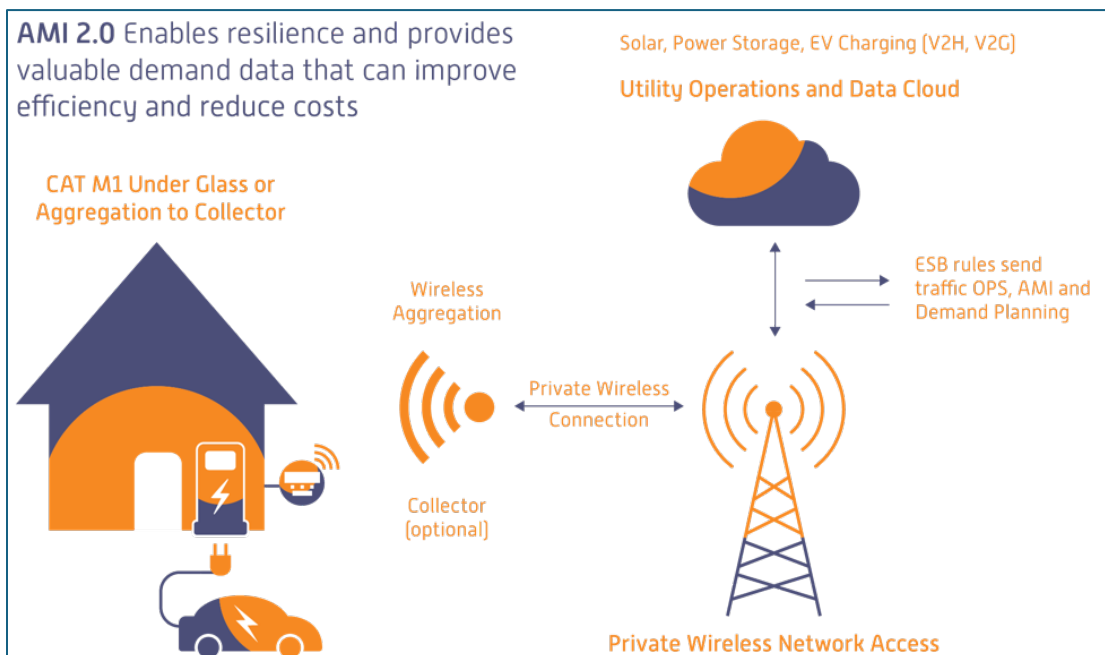 AMI 2.0 Enables resilience and provides
valuable demand data that can improve
efficiency and reduce costs
Solar, Power Storage, EV Charging (V2H, V2G)
Utility Operations and Data Cloud
CAT M1 Under Glass or
Aggregation to Collector
ESB rules send
traffic OPS, AMI and
Demand Planning
Wireless
Aggregation
Private Wireless
Connection
Collector
(optional)
Private Wireless Network Access